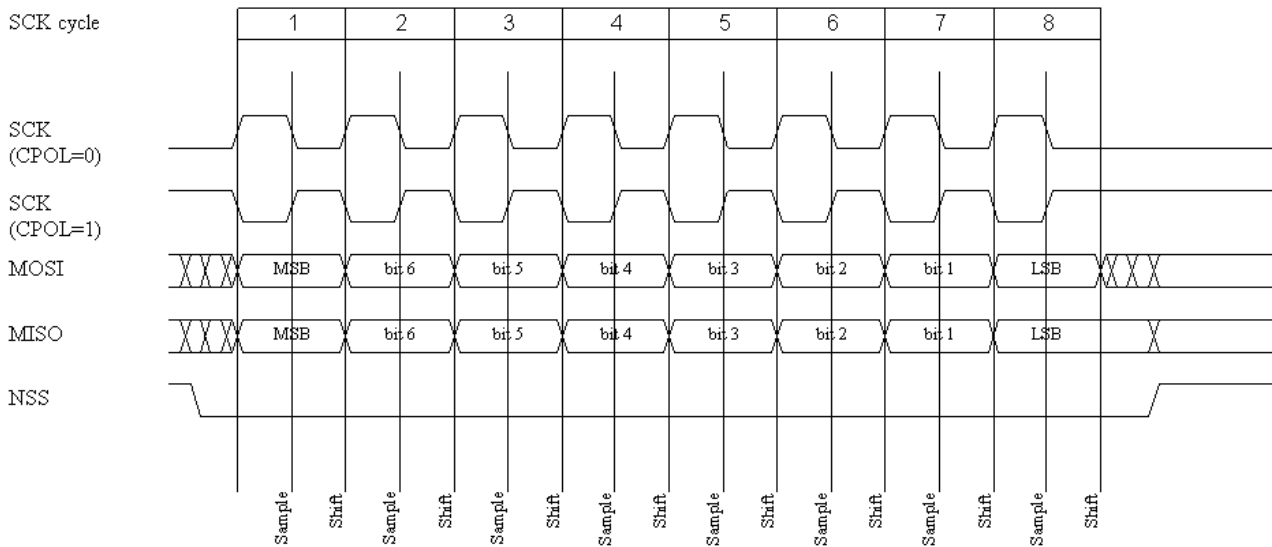 SCK cycle 1 2 3 4 5 6 7 8
SCK
(CPOL=0)
SCK
(CPOL=1)
MOSI MSB bit 6 bit 5 bit 4 bit 3 bit 2 bit 1 LSB
MISO MSB bit 6 bit 5 bit 4 bit 3 bit 2 bit 1 LSB
NSS
Sample Shift Sample Shift Sample Shift Sample Shift Sample Shift Sample Shift Sample Shift Sample Shift